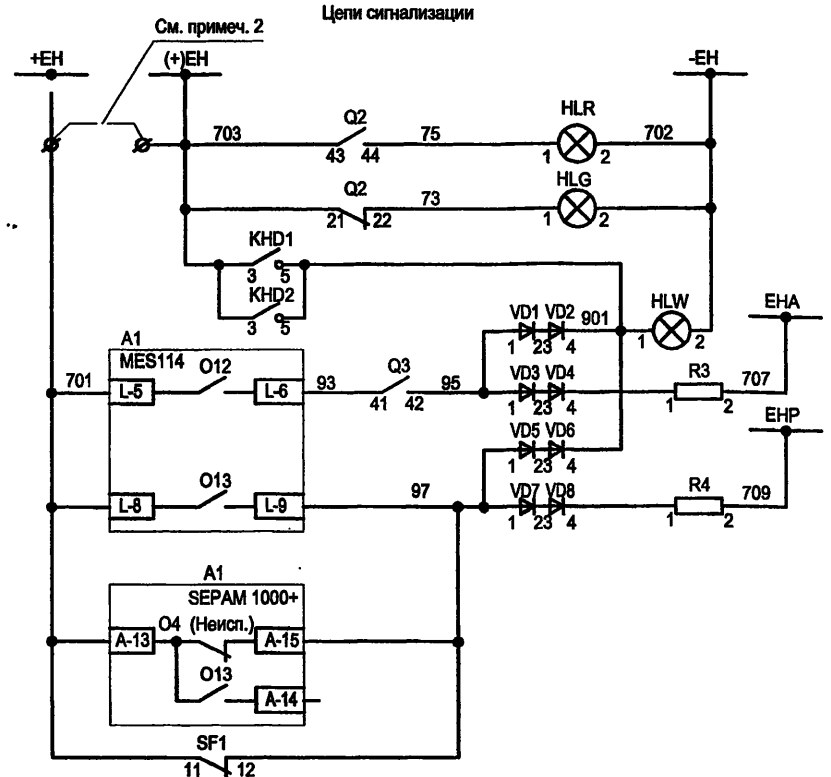 Цепи сигнализации
См. примеч. 2
+ЕН (+)ЕН -ЕН
703 Q2 75 HLR 702
43 44 1 2
Q2 73 HLG
21 22 1 2
KHD1
3 5
KHD2
3 5
VD1 VD2 901 HLW EHA
1 23 4 1 2
A1
MES114
701 L-5 O12 L-6 93 Q3 95 VD3 VD4 R3 707
41 42 1 23 4 1 2
EHP
VD5 VD6
1 23 4
L-8 O13 L-9 97 VD7 VD8 R4 709
1 23 4 1 2
A1
SEPAM 1000+
A-13 O4 (Неисп.) A-15
O13 A-14
SF1
11 12